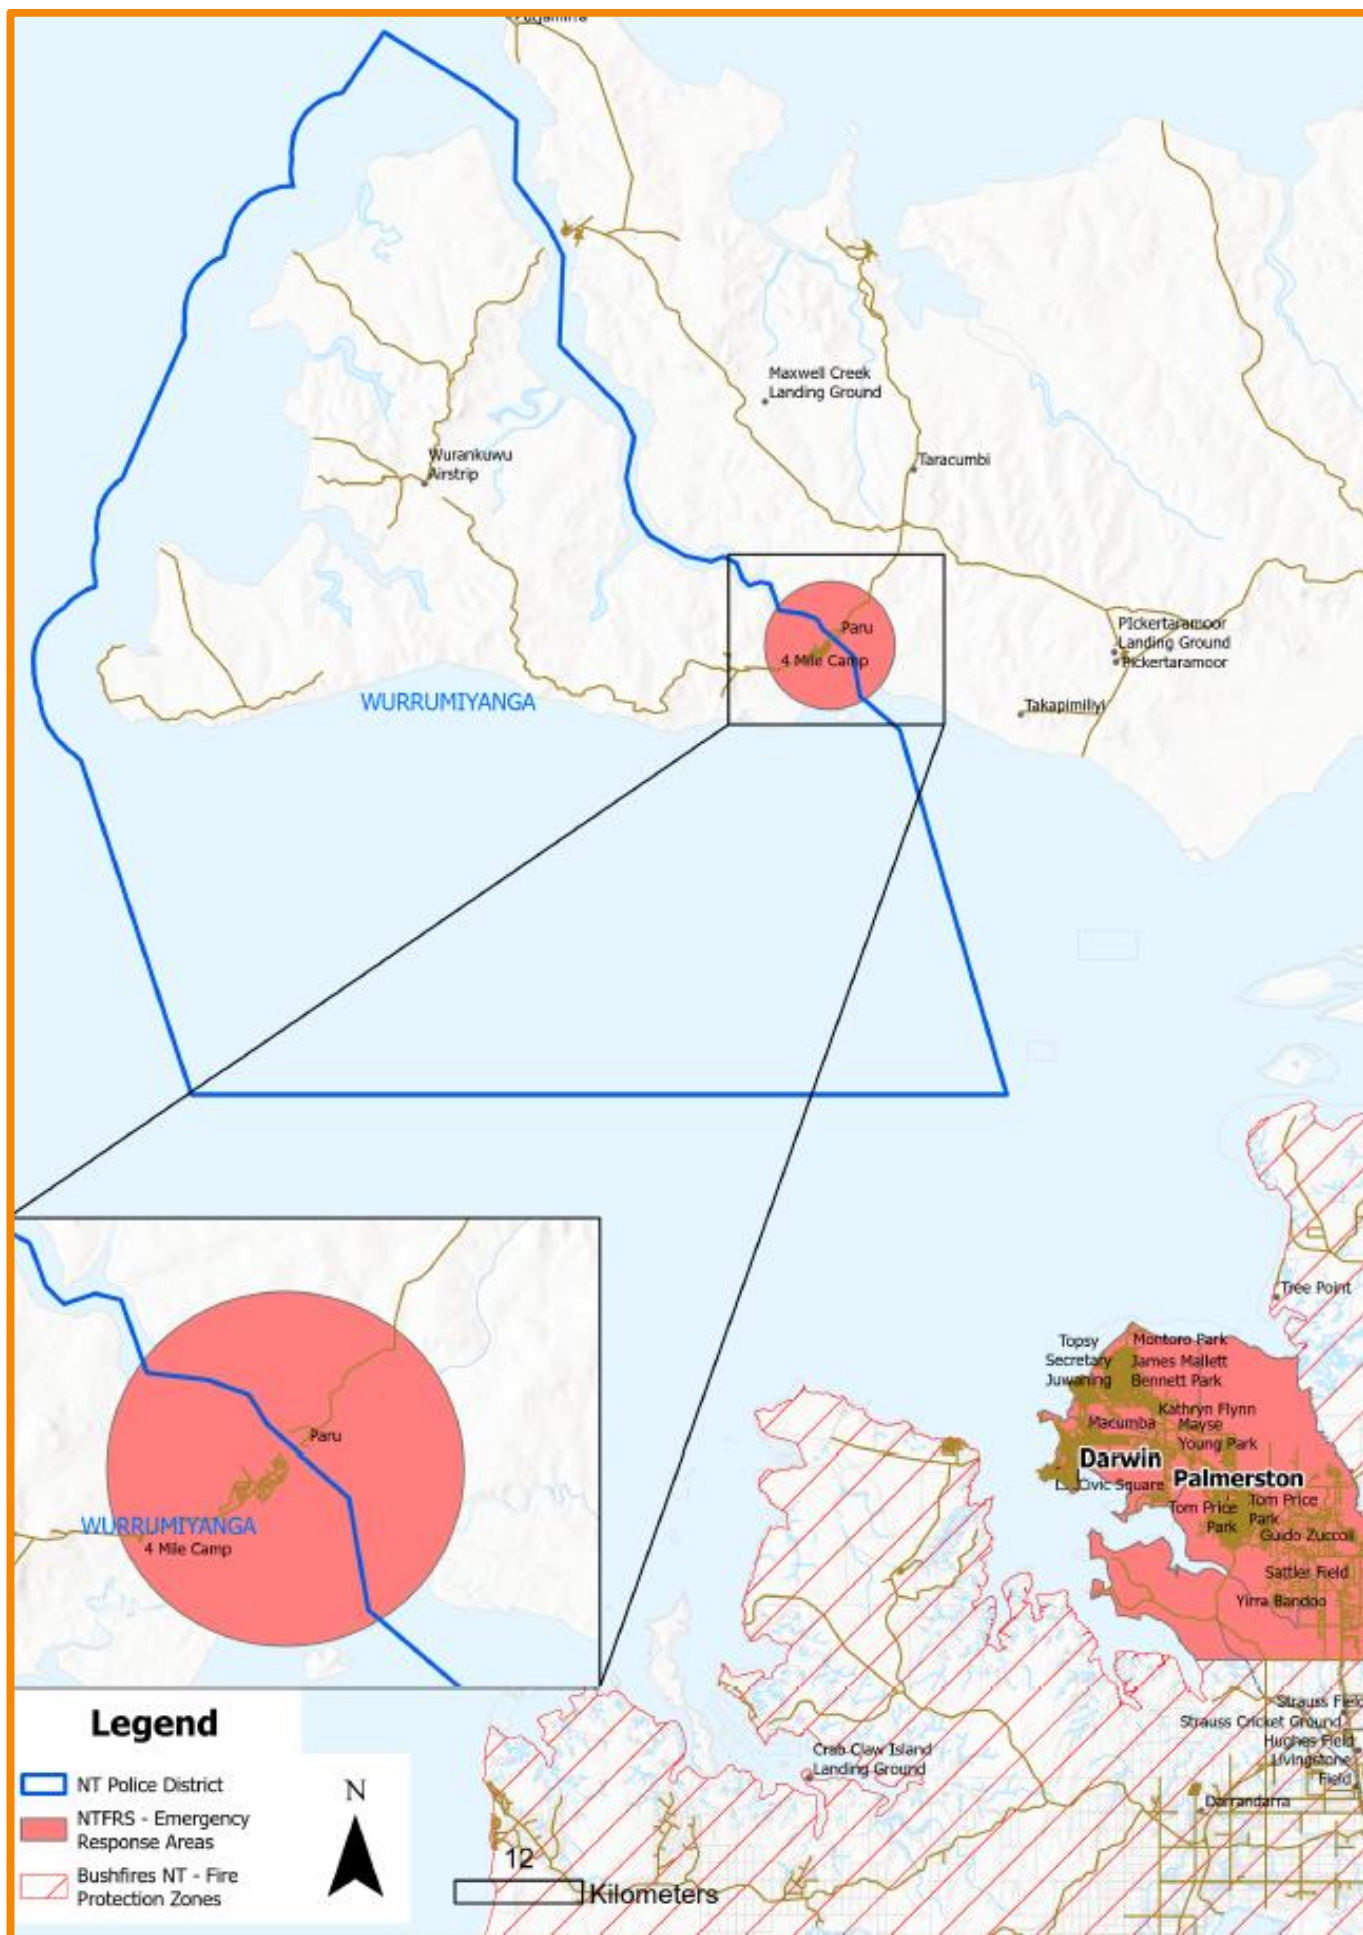 Maxwell Creek
Landing Ground
Wurankuwu
Airstrip
Taracumbi
Paru
4 Mile Camp
PIckertaramoor
Landing Ground
Pickertaramoor
Takapimiliyi
WURRUMIYANGA
Tree Point
Paru
WURRUMIYANGA
4 Mile Camp
Topsy
Secretary
Juwaning
Montoro Park
James Mallett
Bennett Park
Kathryn Flynn
Mayse
Young Park
Macumba
Darwin
Civic Square
Palmerston
Tom Price
Park
Tom Price
Park
Guido Zuccoli
Sattler Field
Yirra Bandoo
Strauss Field
Strauss Cricket Ground
Hughes Field
Livingstone
Field
Darrandarra
Crab Claw Island
Landing Ground
Legend
NT Police District
NTFRS - Emergency
Response Areas
Bushfires NT - Fire
Protection Zones
N
12
Kilometers